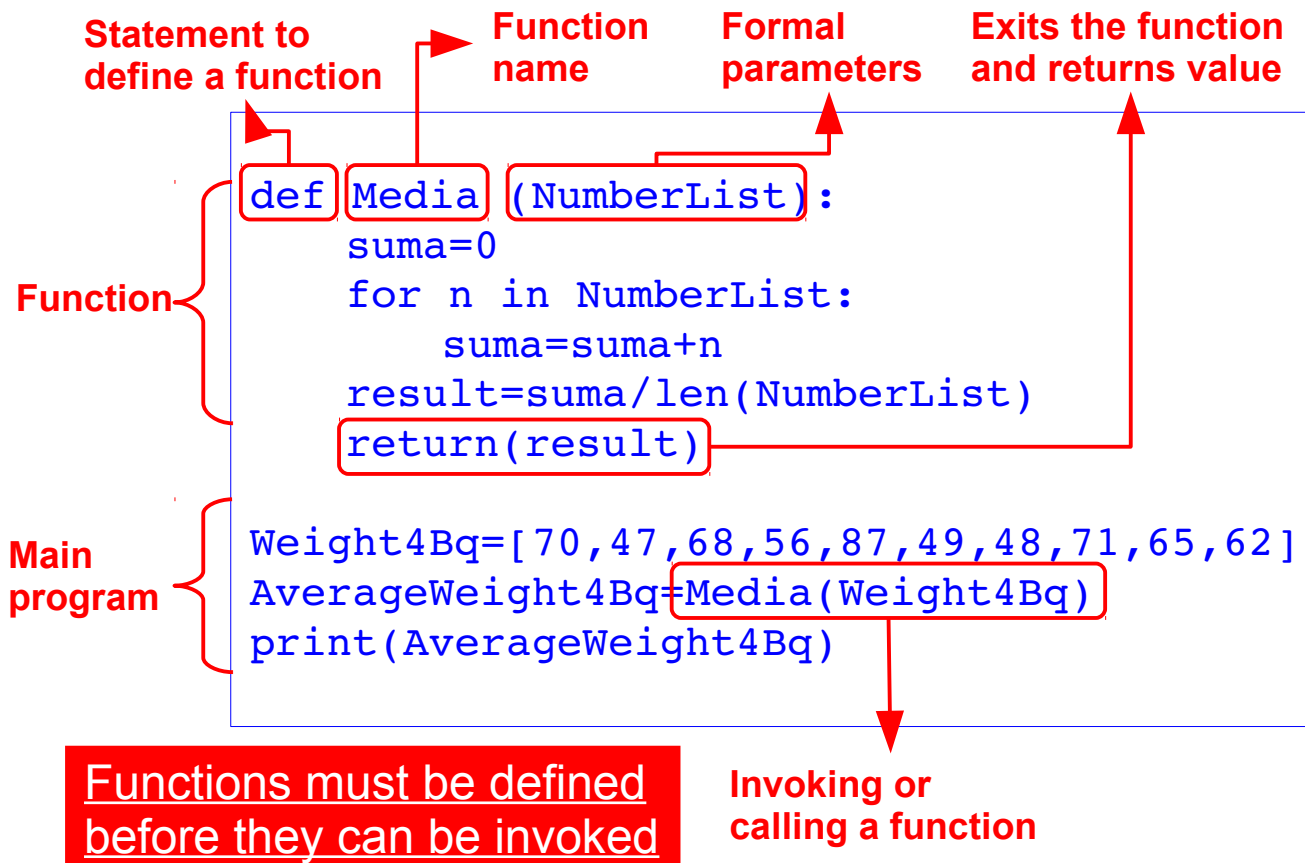 Statement to
define a function
Function
name
Formal
parameters
Exits the function
and returns value
Function
def Media (NumberList):
suma=0
for n in NumberList:
suma=suma+n
result=suma/len(NumberList)
return(result)
Main
program
Weight4Bq=[70,47,68,56,87,49,48,71,65,62]
AverageWeight4Bq=Media(Weight4Bq)
print(AverageWeight4Bq)
Functions must be defined
before they can be invoked
Invoking or
calling a function